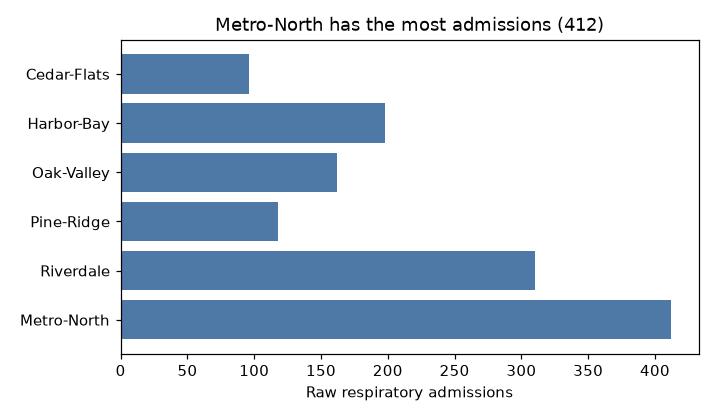 Metro-North has the most admissions (412)
Cedar-Flats
Harbor-Bay
Oak-Valley
Pine-Ridge
Riverdale
Metro-North
0 50 100 150 200 250 300 350 400
Raw respiratory admissions